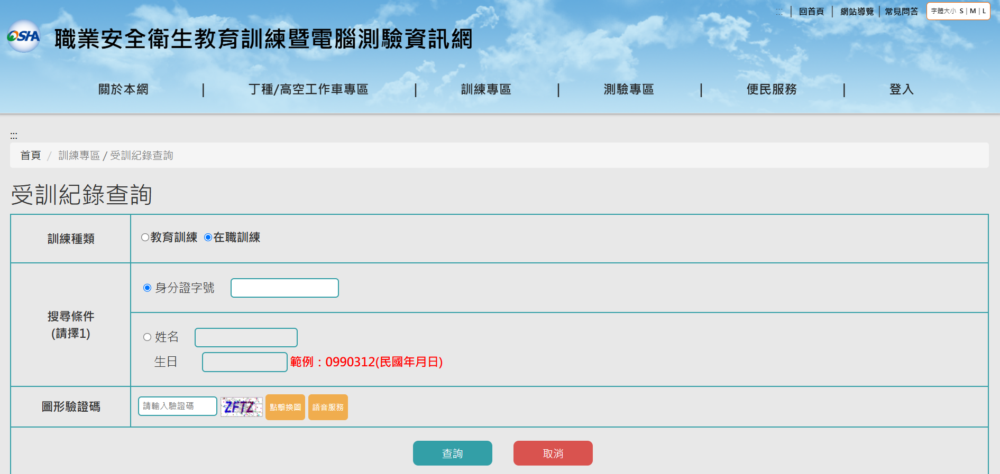 ::: | 回首頁 | 網站導覽 | 常見問答 字體大小 S | M | L
OSHA 職業安全衛生教育訓練暨電腦測驗資訊網
關於本網 | 丁種/高空工作車專區 | 訓練專區 | 測驗專區 | 便民服務 | 登入
:::
首頁 / 訓練專區 / 受訓紀錄查詢
受訓紀錄查詢
訓練種類 教育訓練 在職訓練
搜尋條件
(請擇1)
身分證字號
姓名
生日 範例：0990312(民國年月日)
圖形驗證碼 請輸入驗證碼 ZFTZ 點擊換圖 語音服務
查詢 取消